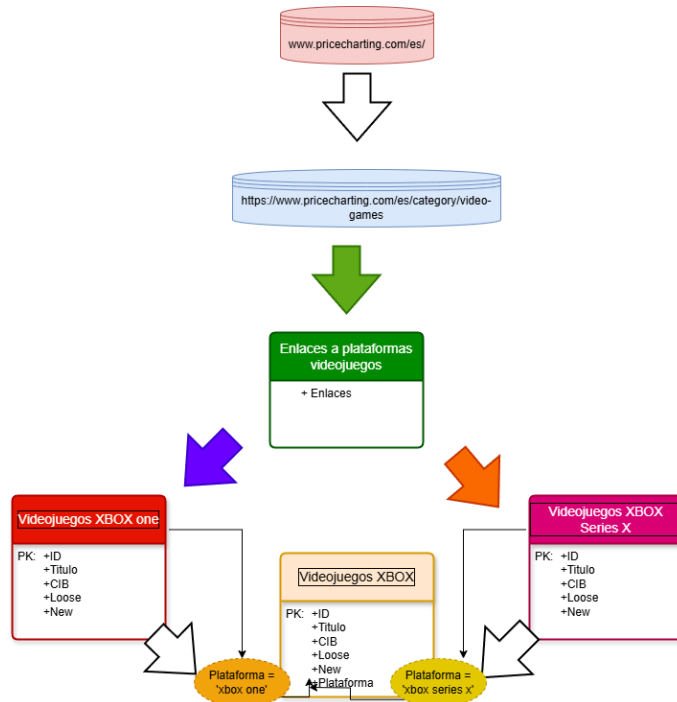 www.pricecharting.com/es/
https://www.pricecharting.com/es/category/video-
games
Enlaces a plataformas
videojuegos
+ Enlaces
Videojuegos XBOX one
PK: +ID
+Titulo
+CIB
+Loose
+New
Videojuegos XBOX
Series X
PK: +ID
+Titulo
+CIB
+Loose
+New
Videojuegos XBOX
PK: +ID
+Titulo
+CIB
+Loose
+New
+Plataforma
Plataforma =
'xbox one'
Plataforma =
'xbox series x'